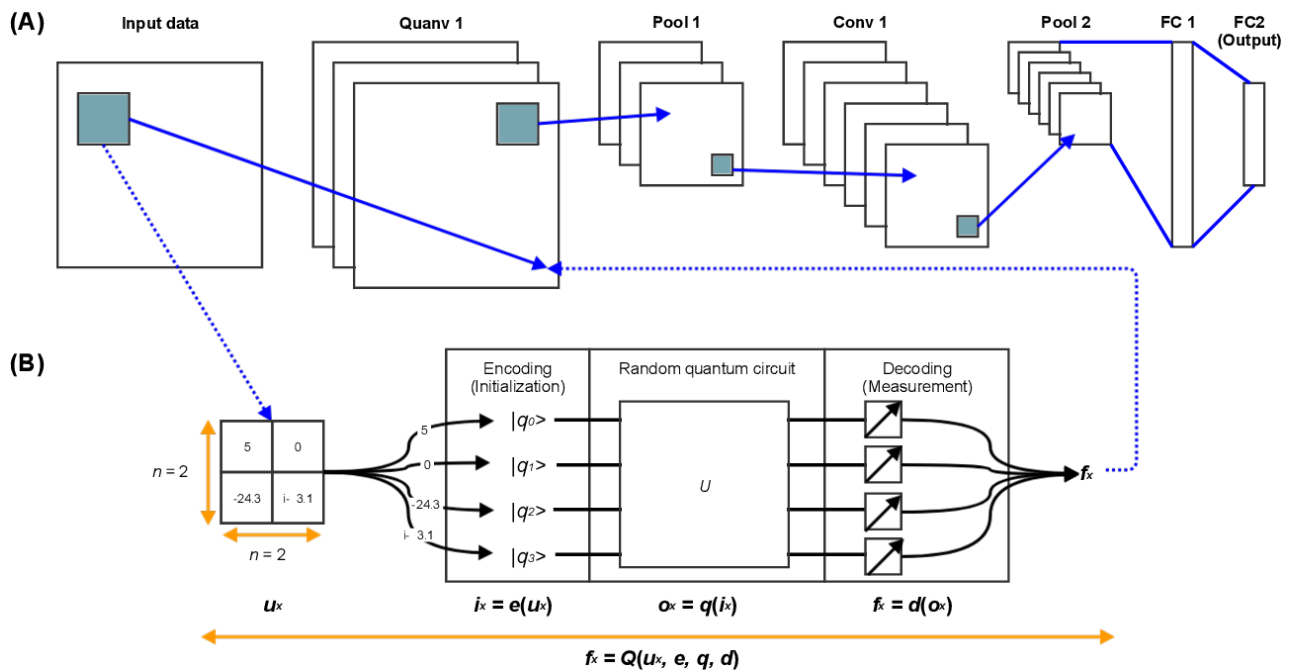 (A)
Input data
Quanv 1
Pool 1
Conv 1
Pool 2
FC 1
FC2
(Output)
(B)
Encoding
(Initialization)
Random quantum circuit
Decoding
(Measurement)
5
0
-24.3
i- 3.1
n = 2
n = 2
5
0
-24.3
i- 3.1
|q0>
|q1>
|q2>
|q3>
U
fx
ux
ix = e(ux)
ox = q(ix)
fx = d(ox)
fx = Q(ux, e, q, d)